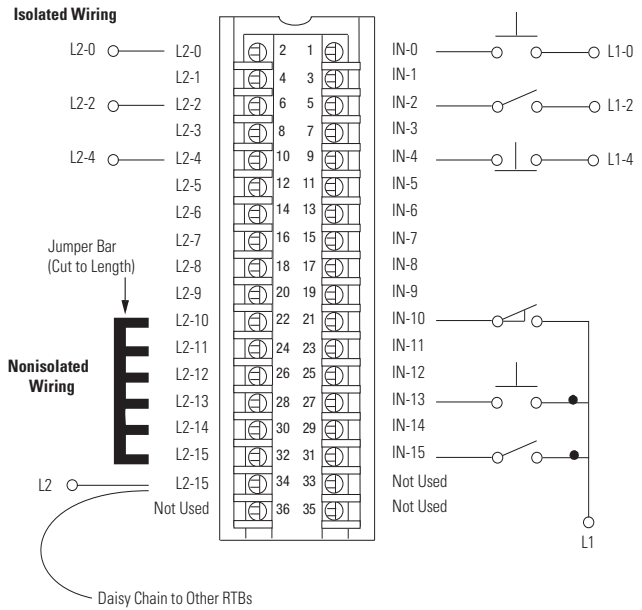 Isolated Wiring
L2-0 L2-0 2 1 IN-0 L1-0
L2-1 4 3 IN-1
L2-2 L2-2 6 5 IN-2 L1-2
L2-3 8 7 IN-3
L2-4 L2-4 10 9 IN-4 L1-4
L2-5 12 11 IN-5
L2-6 14 13 IN-6
L2-7 16 15 IN-7
Jumper Bar
(Cut to Length)
L2-8 18 17 IN-8
L2-9 20 19 IN-9
L2-10 22 21 IN-10
L2-11 24 23 IN-11
Nonisolated
Wiring
L2-12 26 25 IN-12
L2-13 28 27 IN-13
L2-14 30 29 IN-14
L2-15 32 31 IN-15
L2 L2-15 34 33 Not Used
Not Used 36 35 Not Used
L1
Daisy Chain to Other RTBs